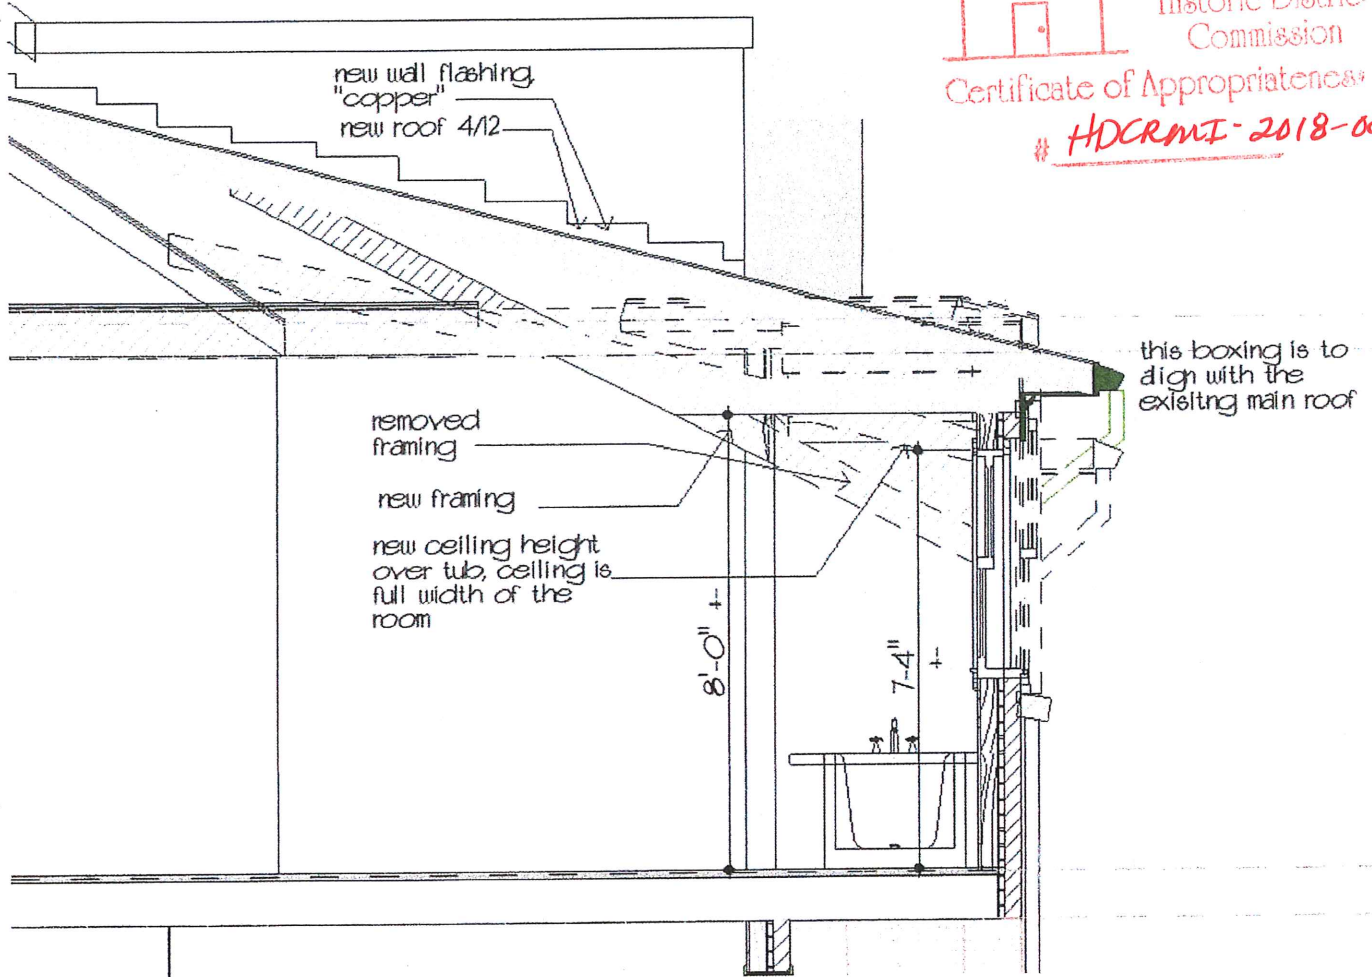 Commission
Certificate of Appropriateness
# HDCRMI-2018-00
new wall flashing,
"copper"
new roof 4/12
this boxing is to
align with the
exisitng main roof
removed
framing
new framing
new ceiling height
over tub, ceiling is
full width of the
room
8'-0" +-
7-4" +-